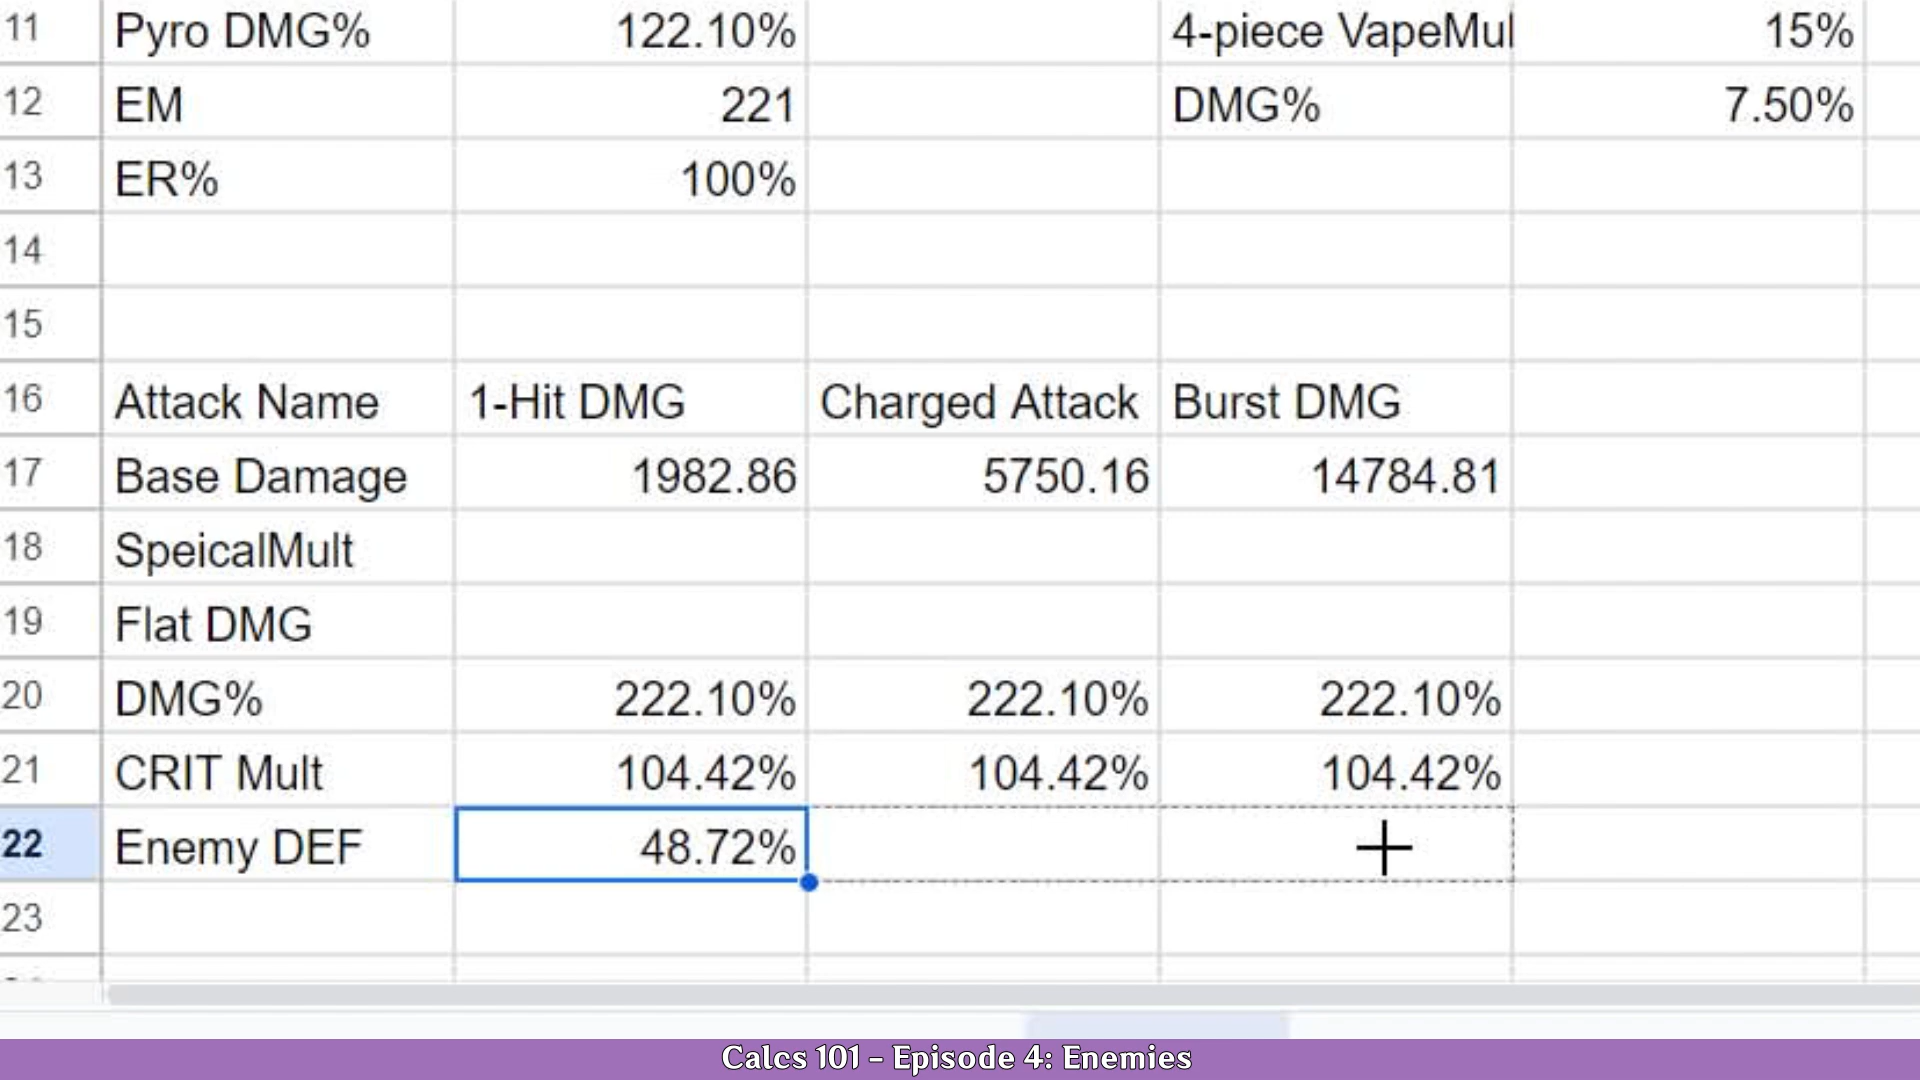 11 Pyro DMG% 122.10% 4-piece VapeMul 15%
12 EM 221 DMG% 7.50%
13 ER% 100%
14
15
16 Attack Name 1-Hit DMG Charged Attack Burst DMG
17 Base Damage 1982.86 5750.16 14784.81
18 SpeicalMult
19 Flat DMG
20 DMG% 222.10% 222.10% 222.10%
21 CRIT Mult 104.42% 104.42% 104.42%
22 Enemy DEF 48.72%
23
Calcs 101 - Episode 4: Enemies